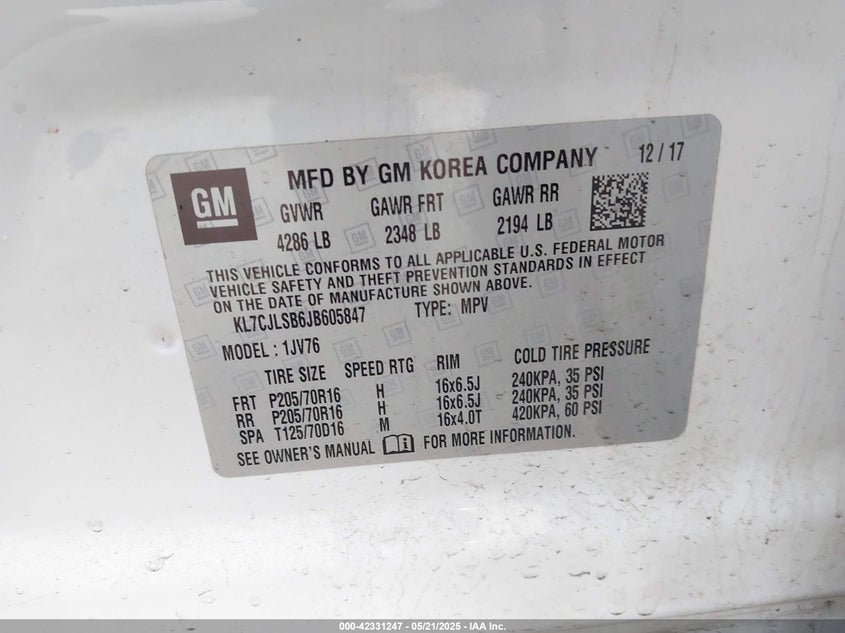 GM MFD BY GM KOREA COMPANY 12/17
GVWR GAWR FRT GAWR RR
4286 LB 2348 LB 2194 LB
THIS VEHICLE CONFORMS TO ALL APPLICABLE U.S. FEDERAL MOTOR
VEHICLE SAFETY AND THEFT PREVENTION STANDARDS IN EFFECT
ON THE DATE OF MANUFACTURE SHOWN ABOVE.
KL7CJLSB6JB605847 TYPE: MPV
MODEL : 1JV76
TIRE SIZE SPEED RTG RIM COLD TIRE PRESSURE
FRT P205/70R16 H 16x6.5J 240KPA, 35 PSI
RR P205/70R16 H 16x6.5J 240KPA, 35 PSI
SPA T125/70D16 M 16x4.0T 420KPA, 60 PSI
SEE OWNER'S MANUAL FOR MORE INFORMATION.
000-42331247 - 05/21/2025 - IAA Inc.